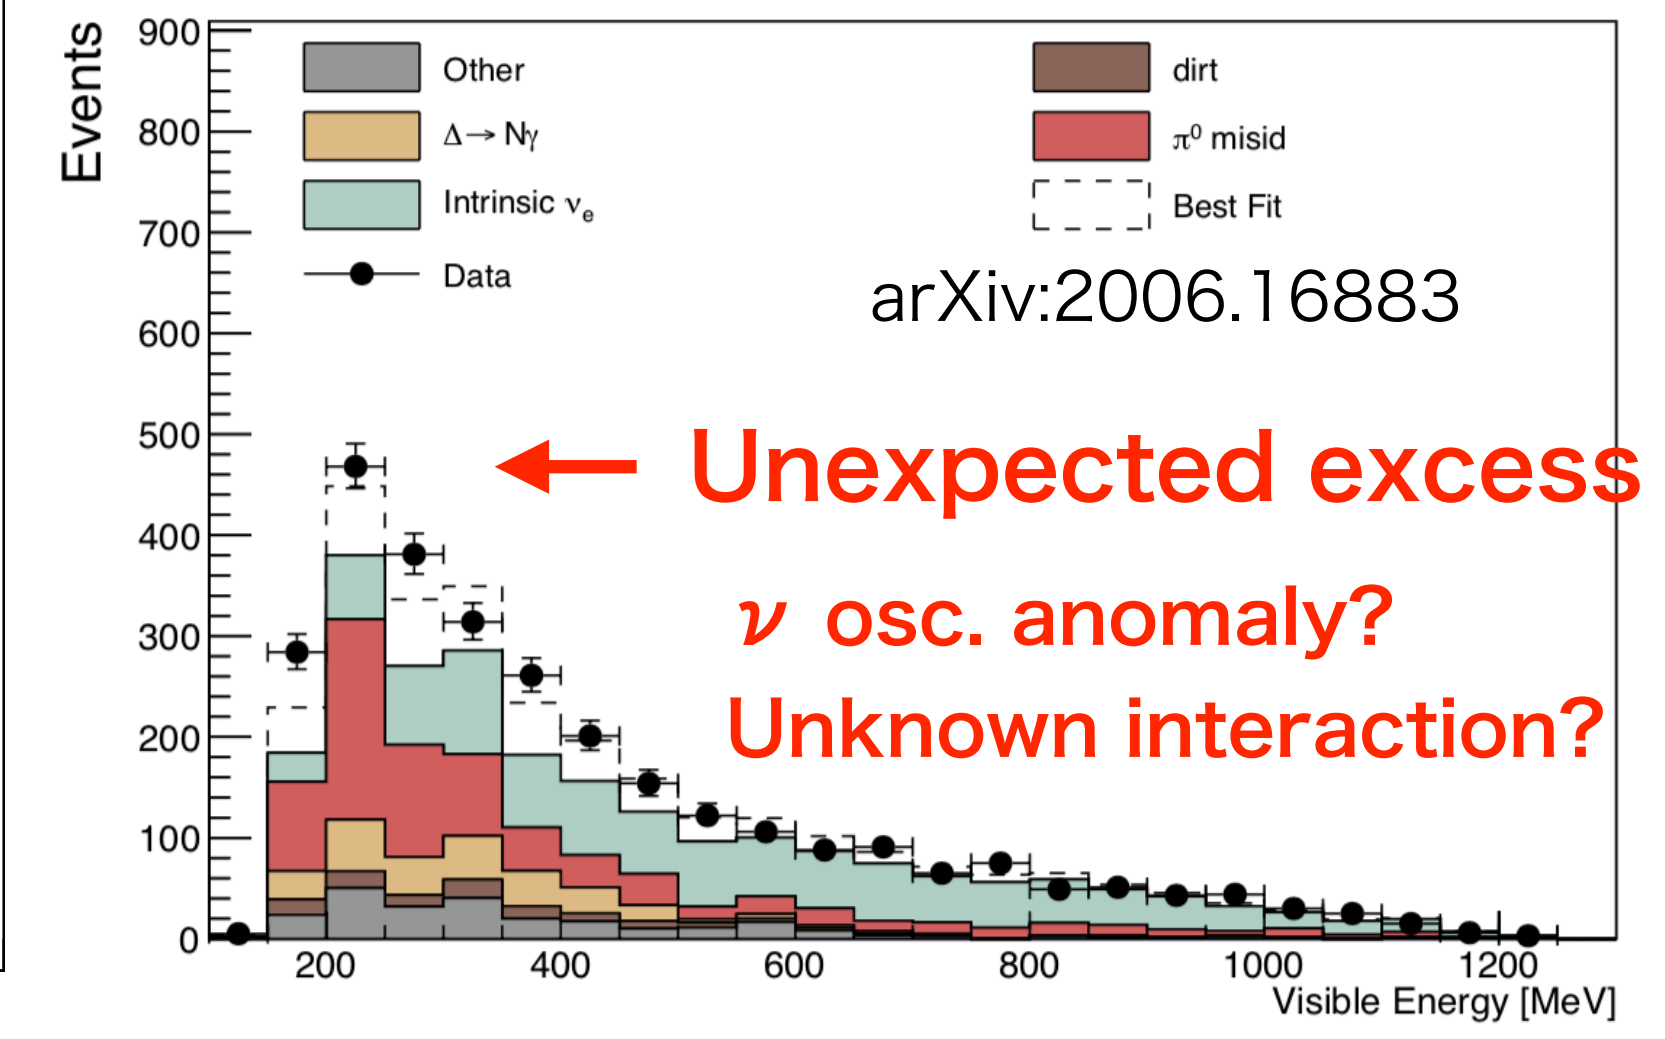 Events
900
800
700
600
500
400
300
200
100
0
Other
Δ→ Nγ
Intrinsic νe
Data
dirt
π⁰ misid
Best Fit
arXiv:2006.16883
Unexpected excess
ν osc. anomaly?
Unknown interaction?
200 400 600 800 1000 1200
Visible Energy [MeV]